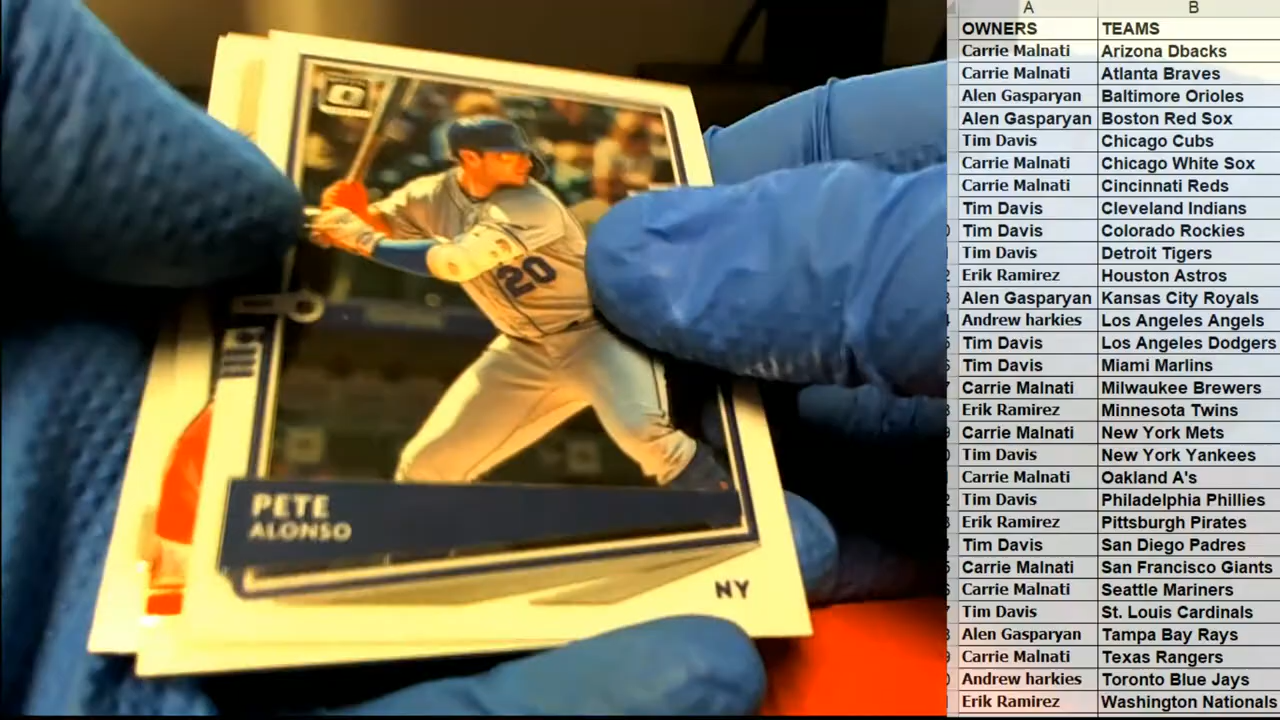 PETE
ALONSO
20
NY
A B
OWNERS TEAMS
Carrie Malnati Arizona Dbacks
Carrie Malnati Atlanta Braves
Alen Gasparyan Baltimore Orioles
Alen Gasparyan Boston Red Sox
Tim Davis Chicago Cubs
Carrie Malnati Chicago White Sox
Carrie Malnati Cincinnati Reds
Tim Davis Cleveland Indians
Tim Davis Colorado Rockies
Tim Davis Detroit Tigers
Erik Ramirez Houston Astros
Alen Gasparyan Kansas City Royals
Andrew harkies Los Angeles Angels
Tim Davis Los Angeles Dodgers
Tim Davis Miami Marlins
Carrie Malnati Milwaukee Brewers
Erik Ramirez Minnesota Twins
Carrie Malnati New York Mets
Tim Davis New York Yankees
Carrie Malnati Oakland A's
Tim Davis Philadelphia Phillies
Erik Ramirez Pittsburgh Pirates
Tim Davis San Diego Padres
Carrie Malnati San Francisco Giants
Carrie Malnati Seattle Mariners
Tim Davis St. Louis Cardinals
Alen Gasparyan Tampa Bay Rays
Carrie Malnati Texas Rangers
Andrew harkies Toronto Blue Jays
Erik Ramirez Washington Nationals